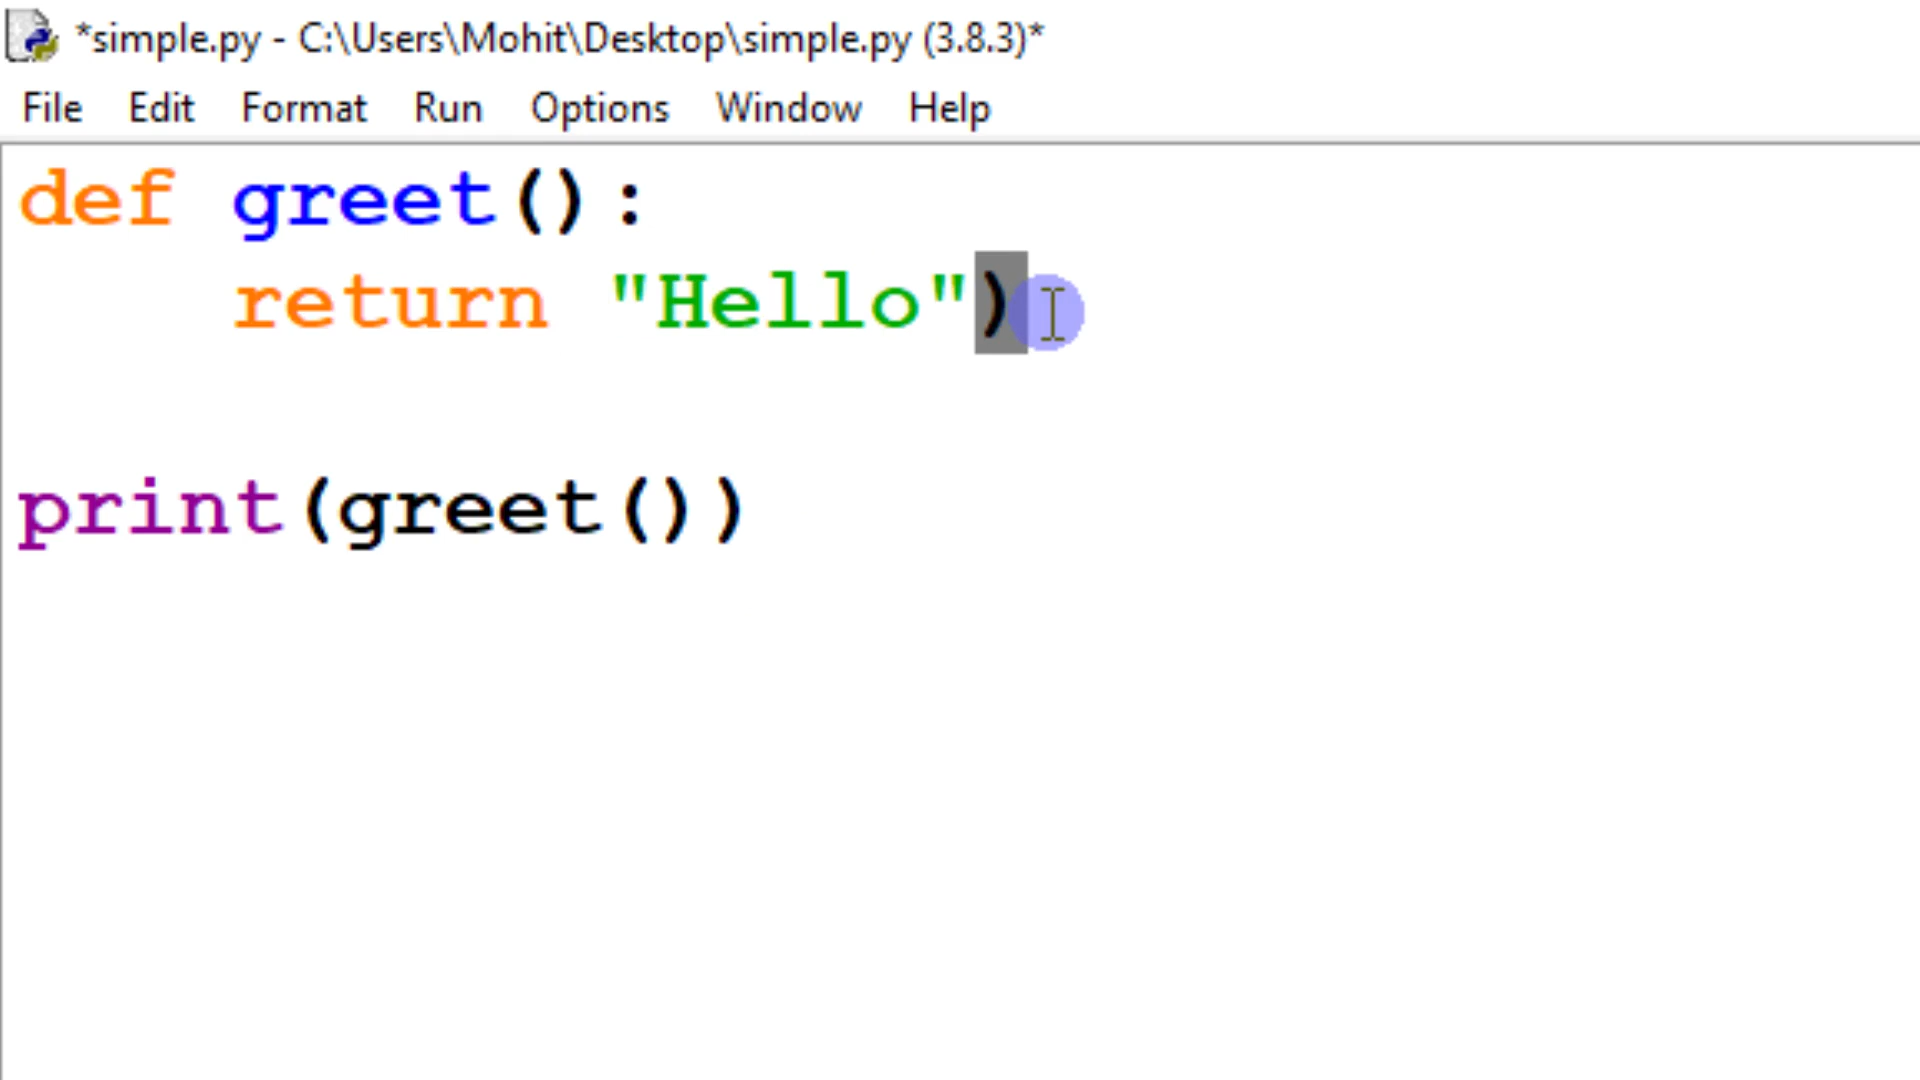 *simple.py - C:\Users\Mohit\Desktop\simple.py (3.8.3)*
File Edit Format Run Options Window Help
def greet():
    return "Hello")
print(greet())